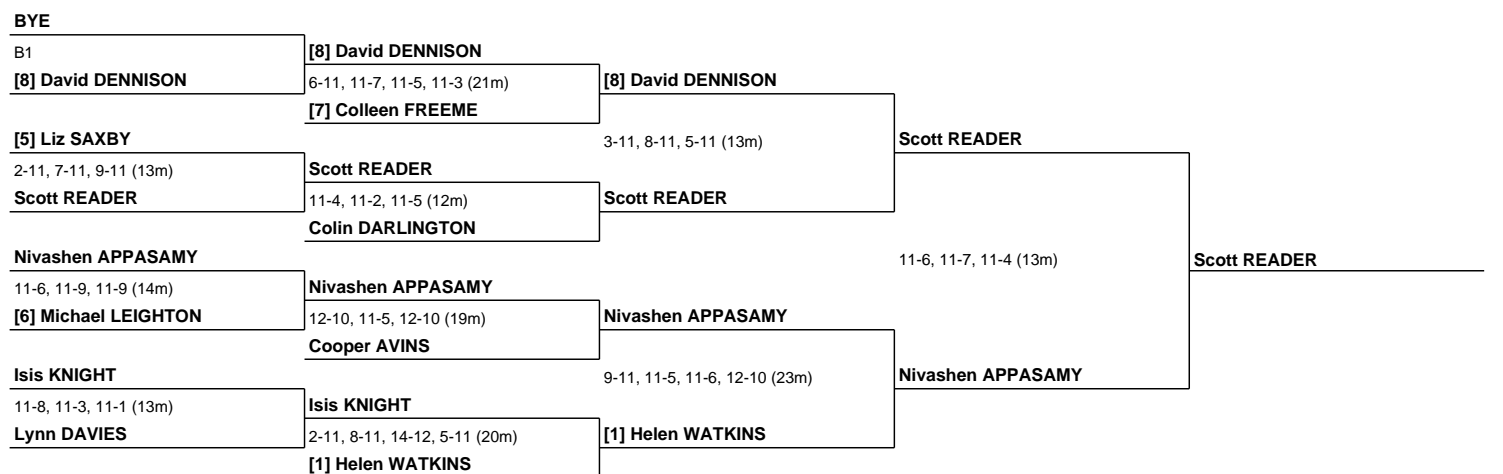 BYE
B1
[8] David DENNISON
[8] David DENNISON
6-11, 11-7, 11-5, 11-3 (21m)
[8] David DENNISON
[7] Colleen FREEME
[5] Liz SAXBY
3-11, 8-11, 5-11 (13m)
Scott READER
2-11, 7-11, 9-11 (13m)
Scott READER
Scott READER
11-4, 11-2, 11-5 (12m)
Scott READER
Colin DARLINGTON
Nivashen APPASAMY
11-6, 11-7, 11-4 (13m)
Scott READER
11-6, 11-9, 11-9 (14m)
Nivashen APPASAMY
[6] Michael LEIGHTON
12-10, 11-5, 12-10 (19m)
Nivashen APPASAMY
Cooper AVINS
Isis KNIGHT
9-11, 11-5, 11-6, 12-10 (23m)
Nivashen APPASAMY
11-8, 11-3, 11-1 (13m)
Isis KNIGHT
Lynn DAVIES
2-11, 8-11, 14-12, 5-11 (20m)
[1] Helen WATKINS
[1] Helen WATKINS